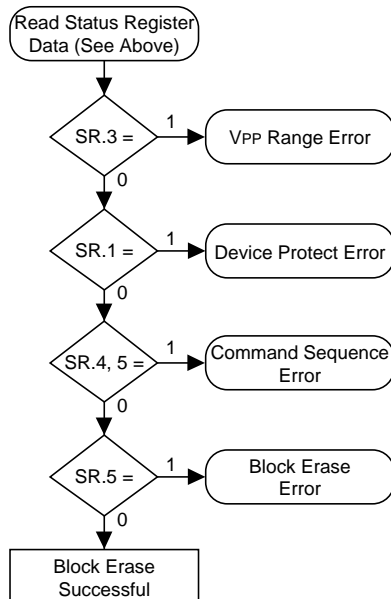 Read Status Register
Data (See Above)
SR.3 =
1
VPP Range Error
0
SR.1 =
1
Device Protect Error
0
SR.4, 5 =
1
Command Sequence
Error
0
SR.5 =
1
Block Erase
Error
0
Block Erase
Successful